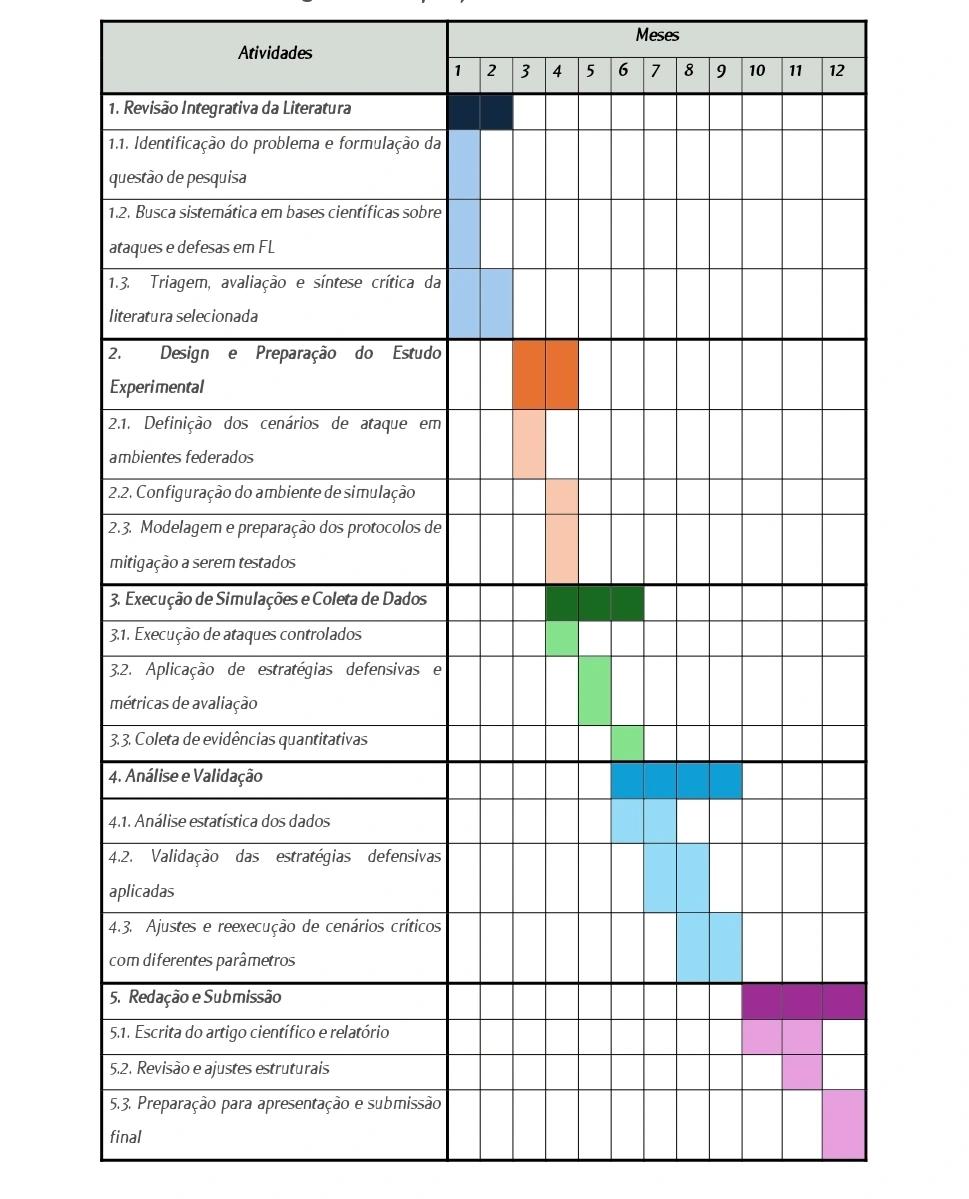 Atividades
Meses
1 2 3 4 5 6 7 8 9 10 11 12
1. Revisão Integrativa da Literatura
1.1. Identificação do problema e formulação da
questão de pesquisa
1.2. Busca sistemática em bases científicas sobre
ataques e defesas em FL
1.3. Triagem, avaliação e síntese crítica da
literatura selecionada
2. Design e Preparação do Estudo
Experimental
2.1. Definição dos cenários de ataque em
ambientes federados
2.2. Configuração do ambiente de simulação
2.3. Modelagem e preparação dos protocolos de
mitigação a serem testados
3. Execução de Simulações e Coleta de Dados
3.1. Execução de ataques controlados
3.2. Aplicação de estratégias defensivas e
métricas de avaliação
3.3. Coleta de evidências quantitativas
4. Análise e Validação
4.1. Análise estatística dos dados
4.2. Validação das estratégias defensivas
aplicadas
4.3. Ajustes e reexecução de cenários críticos
com diferentes parâmetros
5. Redação e Submissão
5.1. Escrita do artigo científico e relatório
5.2. Revisão e ajustes estruturais
5.3. Preparação para apresentação e submissão
final